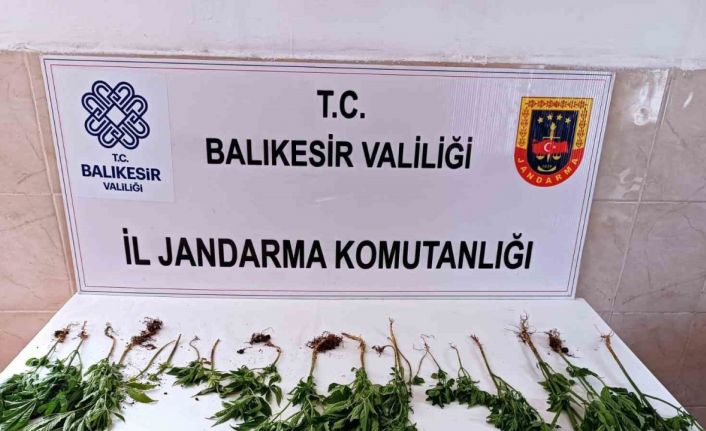 T.C.
BALIKESİR
VALİLİĞİ
T.C.
BALIKESİR VALİLİĞİ
İL JANDARMA KOMUTANLIĞI
JANDARMA